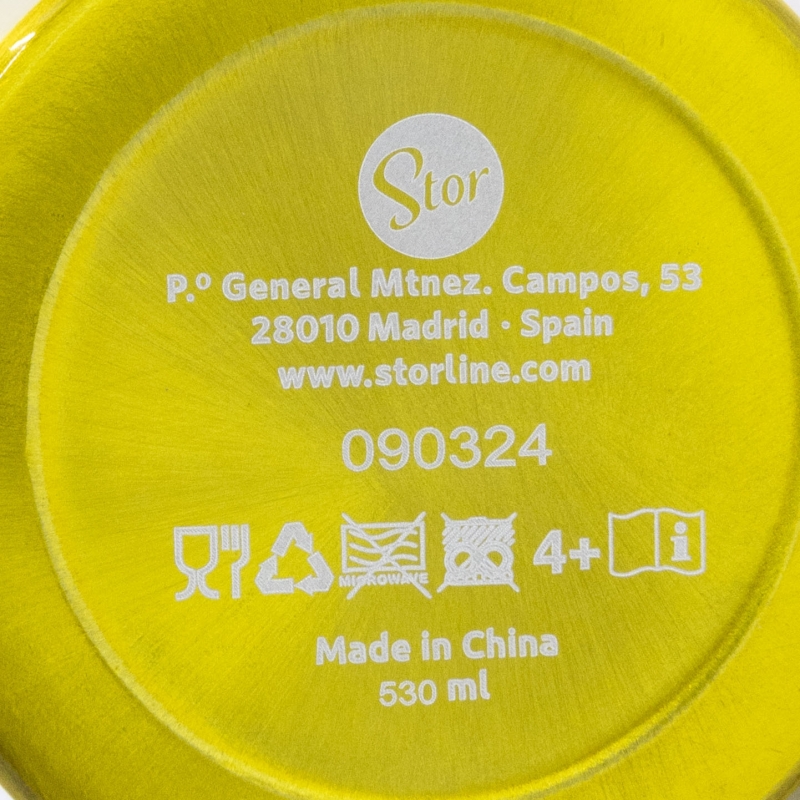 Stor
P.º General Mtnez. Campos, 53
28010 Madrid · Spain
www.storline.com
090324
MICROWAVE
4+
i
Made in China
530 ml